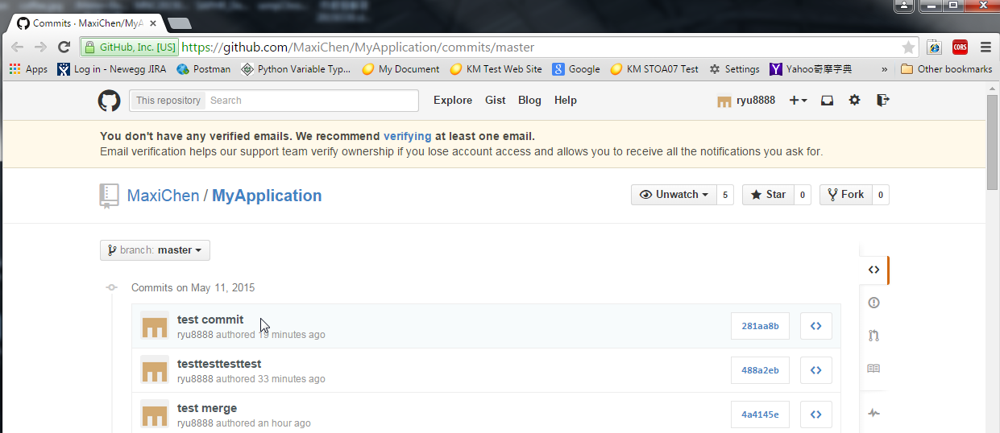 Commits · MaxiChen/MyA
GitHub, Inc. [US] https://github.com/MaxiChen/MyApplication/commits/master
CORS
Apps Log in - Newegg JIRA Postman Python Variable Typ... My Document KM Test Web Site Google KM STOA07 Test Settings Yahoo奇摩字典 » Other bookmarks
This repository Search Explore Gist Blog Help ryu8888
You don't have any verified emails. We recommend verifying at least one email.
Email verification helps our support team verify ownership if you lose account access and allows you to receive all the notifications you ask for.
MaxiChen / MyApplication Unwatch 5 Star 0 Fork 0
branch: master
Commits on May 11, 2015
test commit
ryu8888 authored 19 minutes ago
281aa8b
testtesttesttest
ryu8888 authored 33 minutes ago
488a2eb
test merge
ryu8888 authored an hour ago
4a4145e